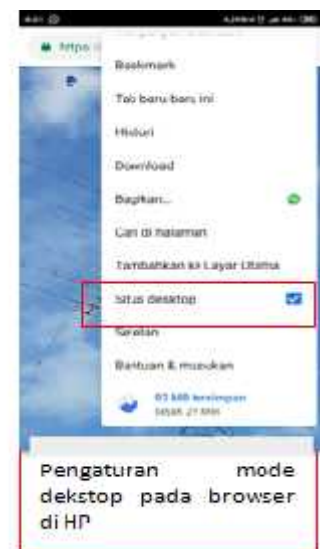 https
Bookmark
Tab baru-baru ini
Histori
Download
Bagikan...
Cari di halaman
Tambahkan ke Layar Utama
Situs desktop
Setelan
Bantuan & masukan
Pengaturan mode
dekstop pada browser
di HP